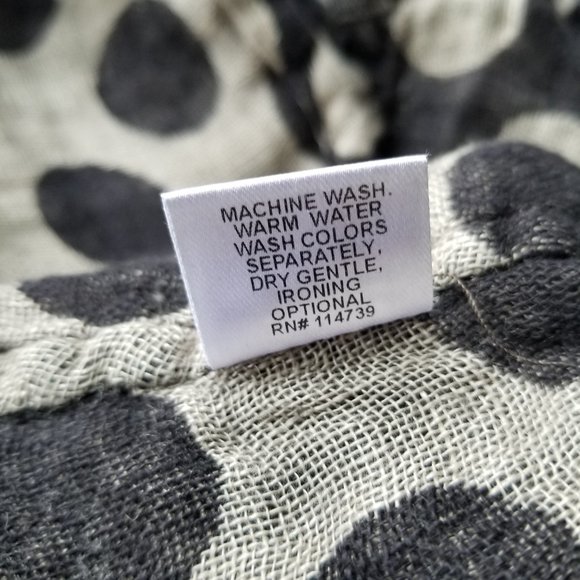 MACHINE WASH.
WARM WATER
WASH COLORS
SEPARATELY,
DRY GENTLE,
IRONING
OPTIONAL
RN# 114739